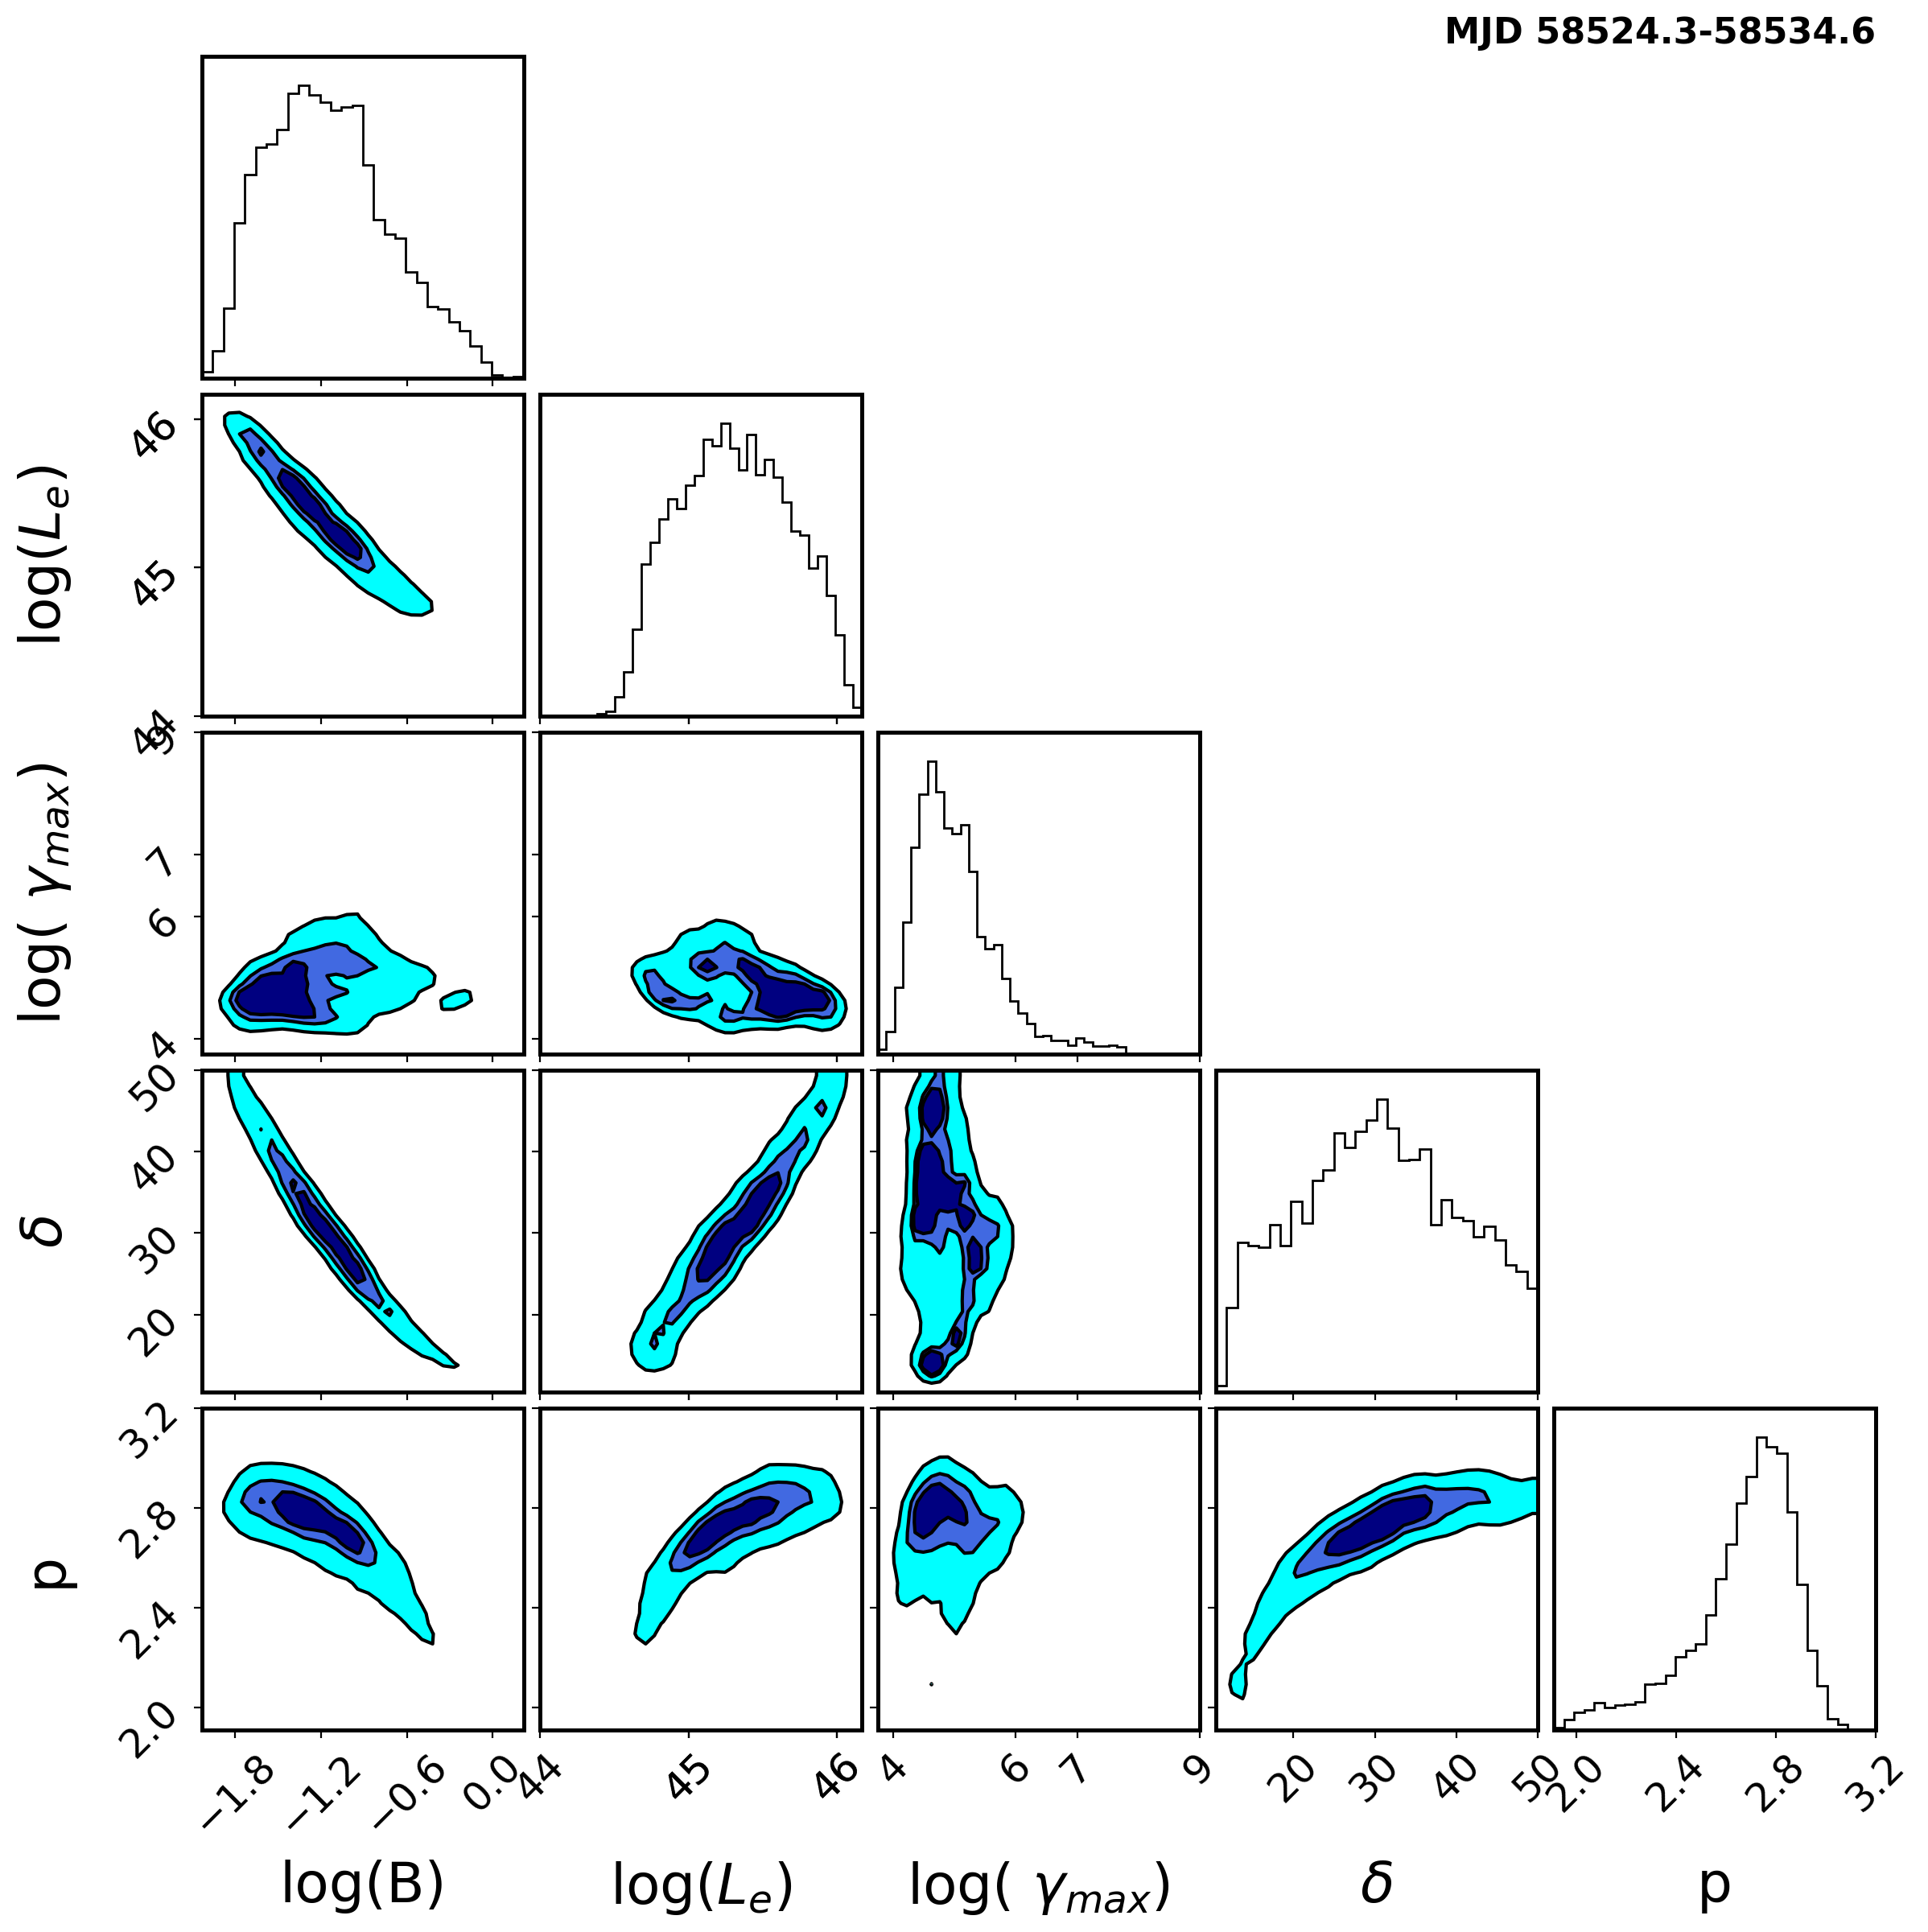 MJD 58524.3-58534.6
log(Lₑ)
46
45
44
log( γₘₐₓ)
9
7
6
4
δ
50
40
30
20
p
3.2
2.8
2.4
2.0
−1.8 −1.2 −0.6 0.0 44 45 46 4 6 7 9 20 30 40 50 2.0 2.4 2.8 3.2
log(B) log(Lₑ) log( γₘₐₓ) δ p